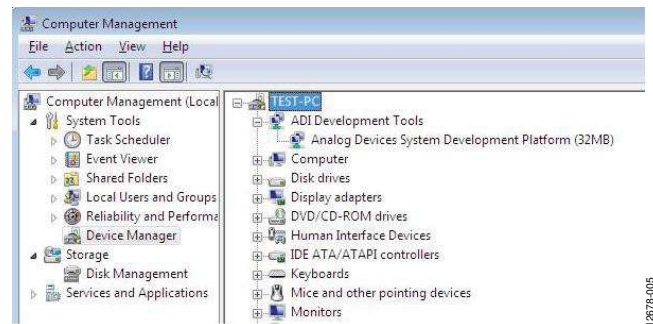 Computer Management
File Action View Help
Computer Management (Local
System Tools
Task Scheduler
Event Viewer
Shared Folders
Local Users and Groups
Reliability and Performa
Device Manager
Storage
Disk Management
Services and Applications
TEST-PC
ADI Development Tools
Analog Devices System Development Platform (32MB)
Computer
Disk drives
Display adapters
DVD/CD-ROM drives
Human Interface Devices
IDE ATA/ATAPI controllers
Keyboards
Mice and other pointing devices
Monitors
2678-005